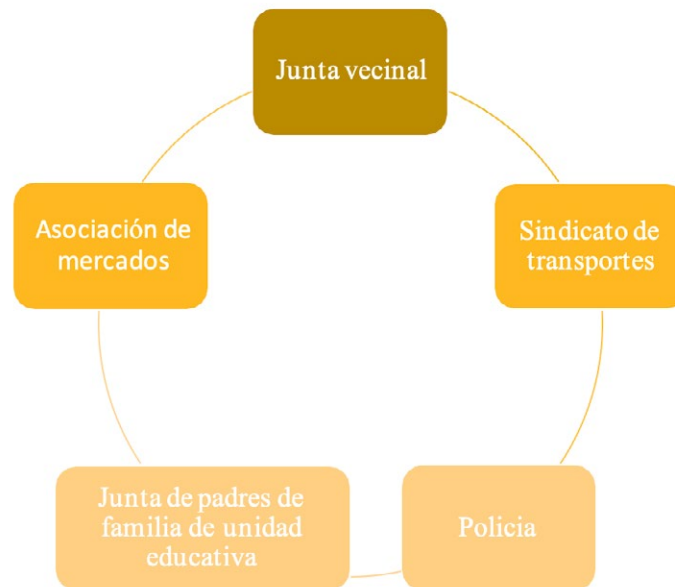 Junta vecinal
Asociación de
mercados
Sindicato de
transportes
Junta de padres de
familia de unidad
educativa
Policia